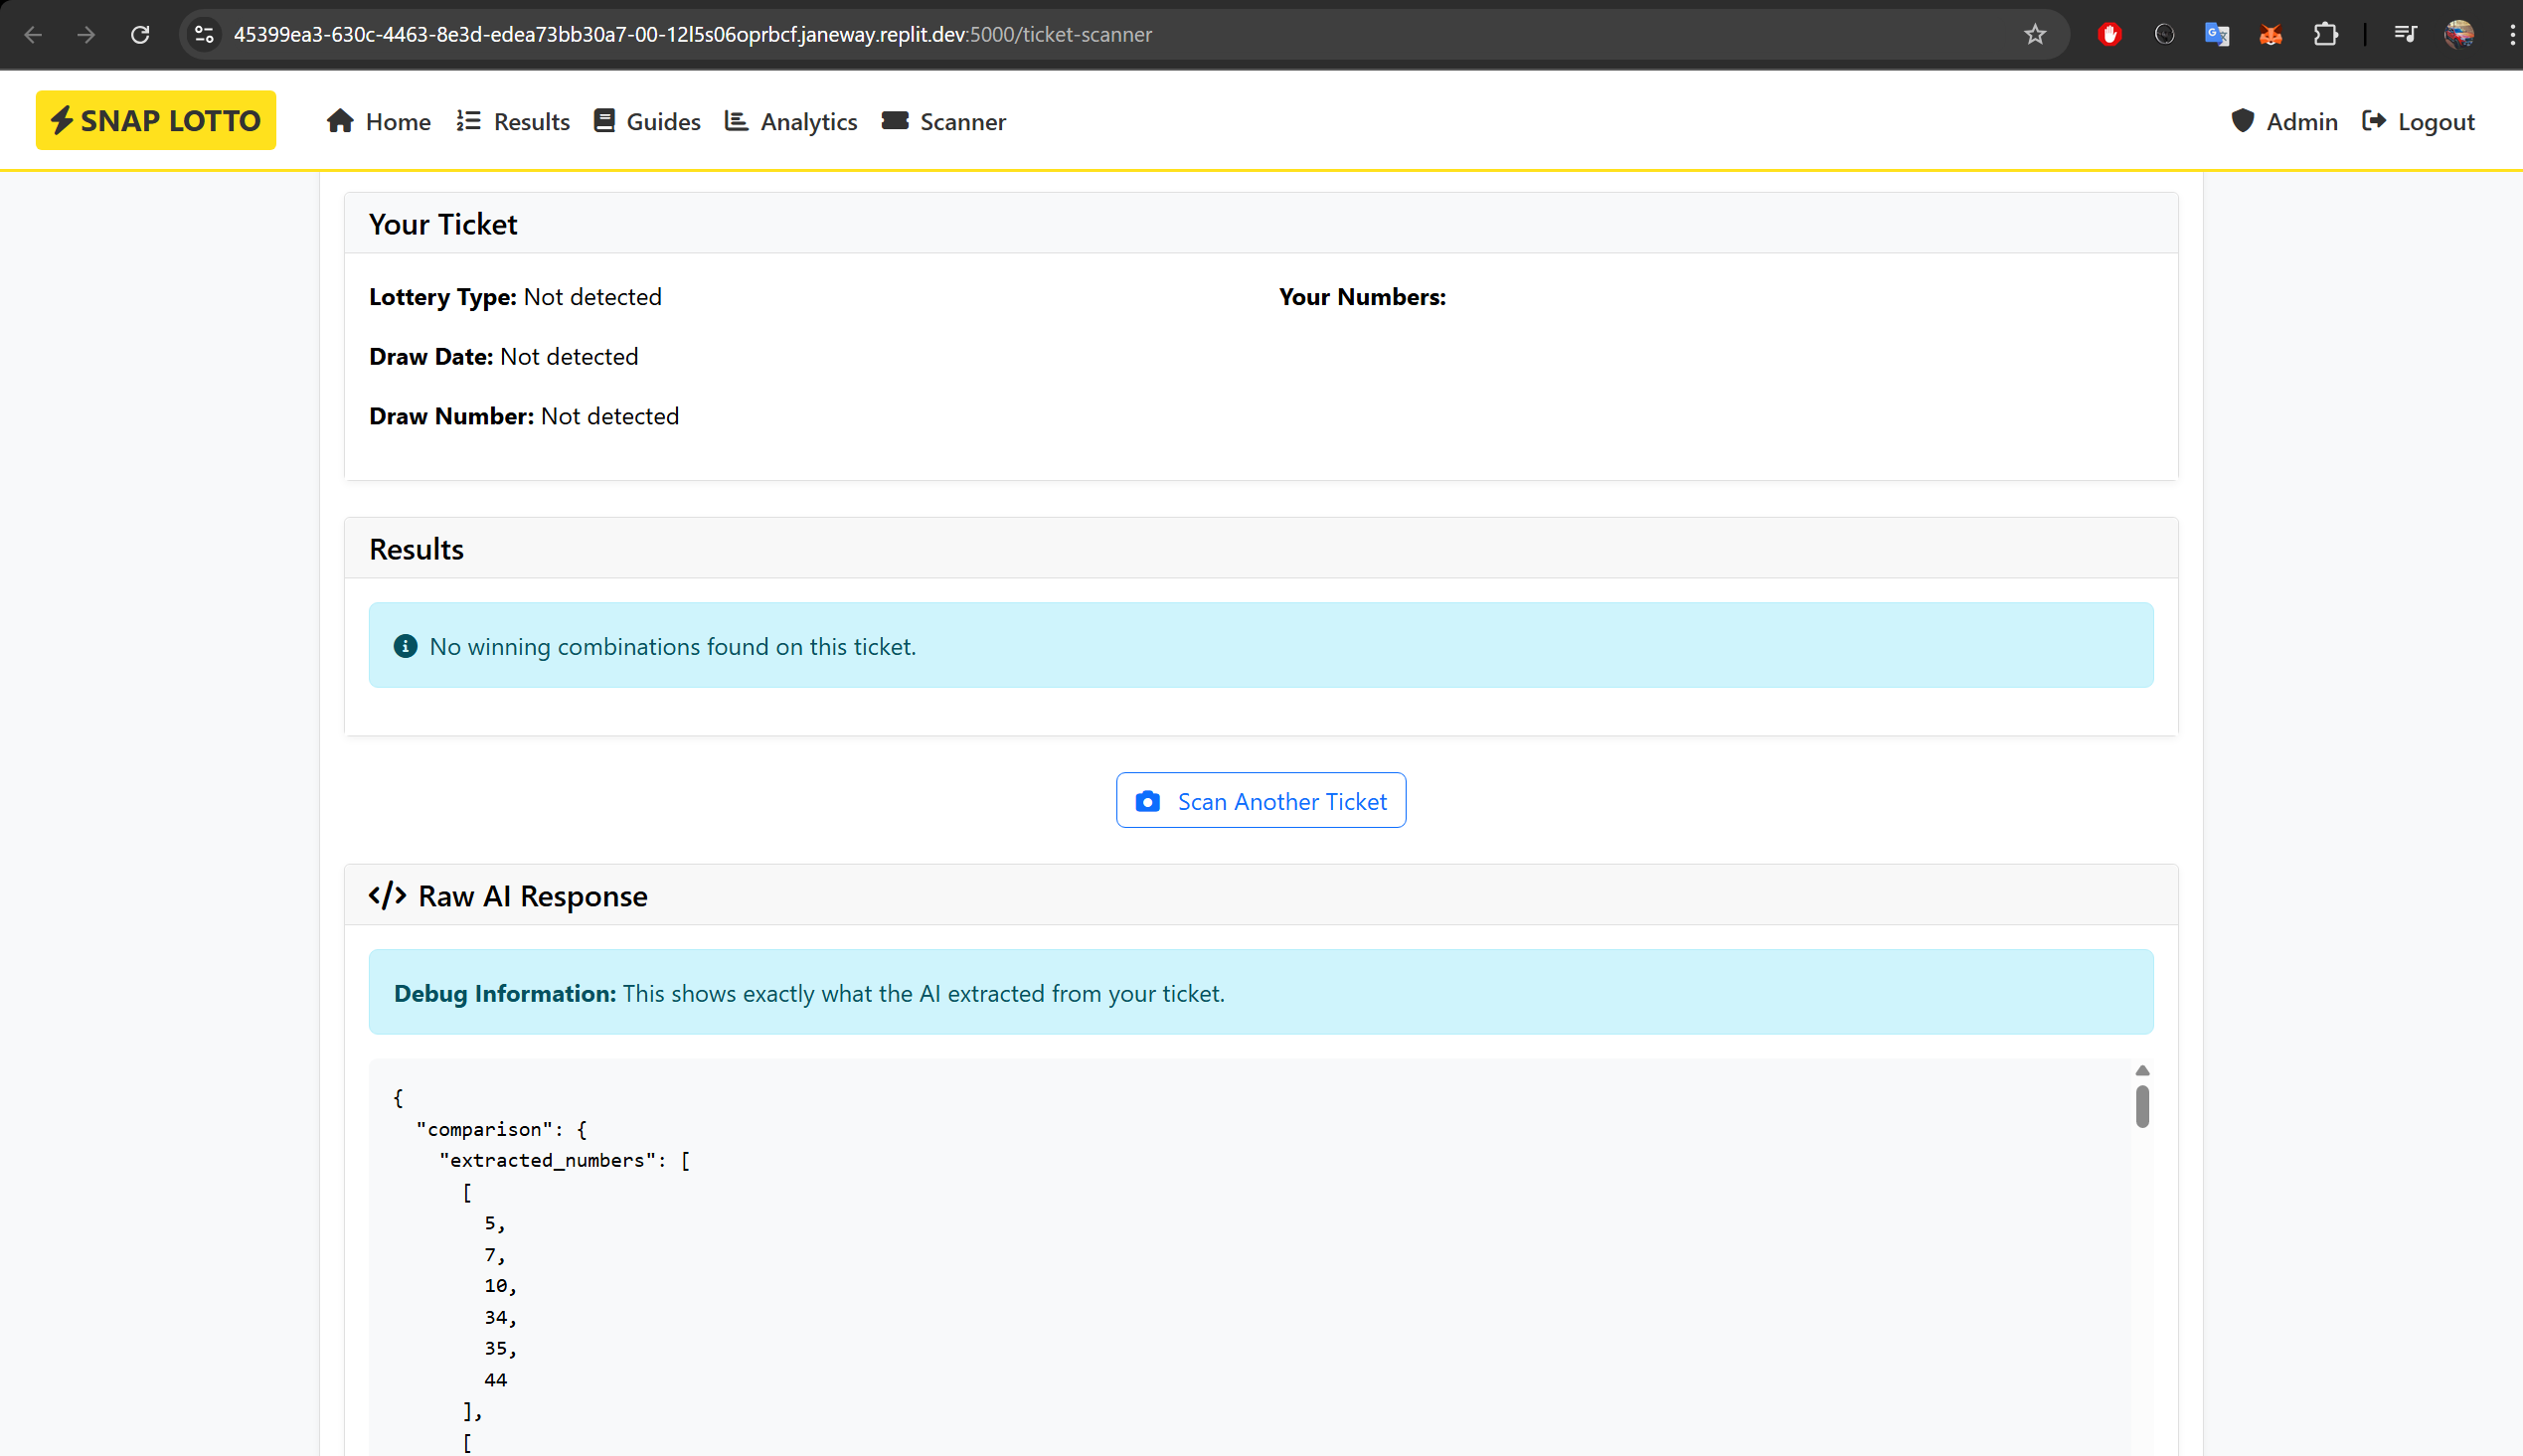 45399ea3-630c-4463-8e3d-edea73bb30a7-00-12l5s06oprbcf.janeway.replit.dev:5000/ticket-scanner
SNAP LOTTO Home Results Guides Analytics Scanner Admin Logout
Your Ticket
Lottery Type: Not detected
Draw Date: Not detected
Draw Number: Not detected
Your Numbers:
Results
No winning combinations found on this ticket.
Scan Another Ticket
</> Raw AI Response
Debug Information: This shows exactly what the AI extracted from your ticket.
{
"comparison": {
"extracted_numbers": [
[
5,
7,
10,
34,
35,
44
],
[